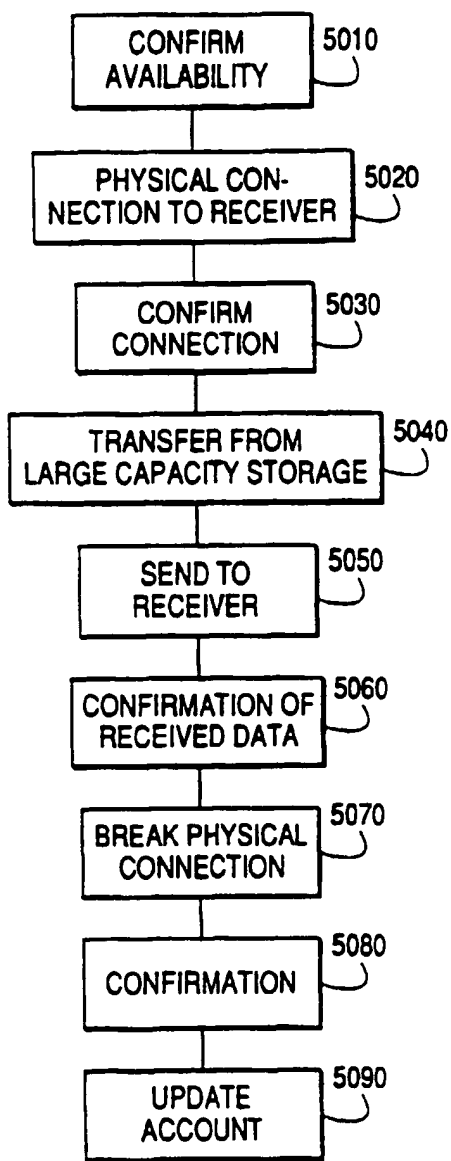 CONFIRM
AVAILABILITY
5010
PHYSICAL CON-
NECTION TO RECEIVER
5020
CONFIRM
CONNECTION
5030
TRANSFER FROM
LARGE CAPACITY STORAGE
5040
SEND TO
RECEIVER
5050
CONFIRMATION OF
RECEIVED DATA
5060
BREAK PHYSICAL
CONNECTION
5070
CONFIRMATION
5080
UPDATE
ACCOUNT
5090